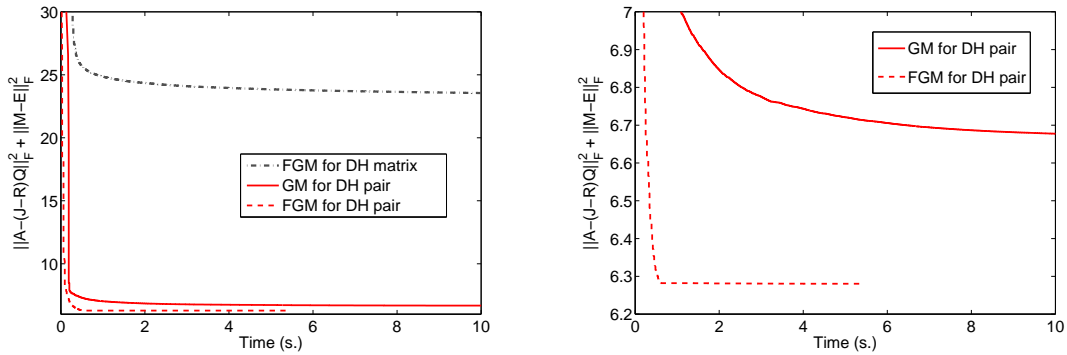 ||A−(J−R)Q||²_F + ||M−E||²_F
30
25
20
15
10
0
2
4
6
8
10
Time (s.)
FGM for DH matrix
GM for DH pair
FGM for DH pair
||A−(J−R)Q||²_F + ||M−E||²_F
7
6.9
6.8
6.7
6.6
6.5
6.4
6.3
6.2
0
2
4
6
8
10
Time (s.)
GM for DH pair
FGM for DH pair